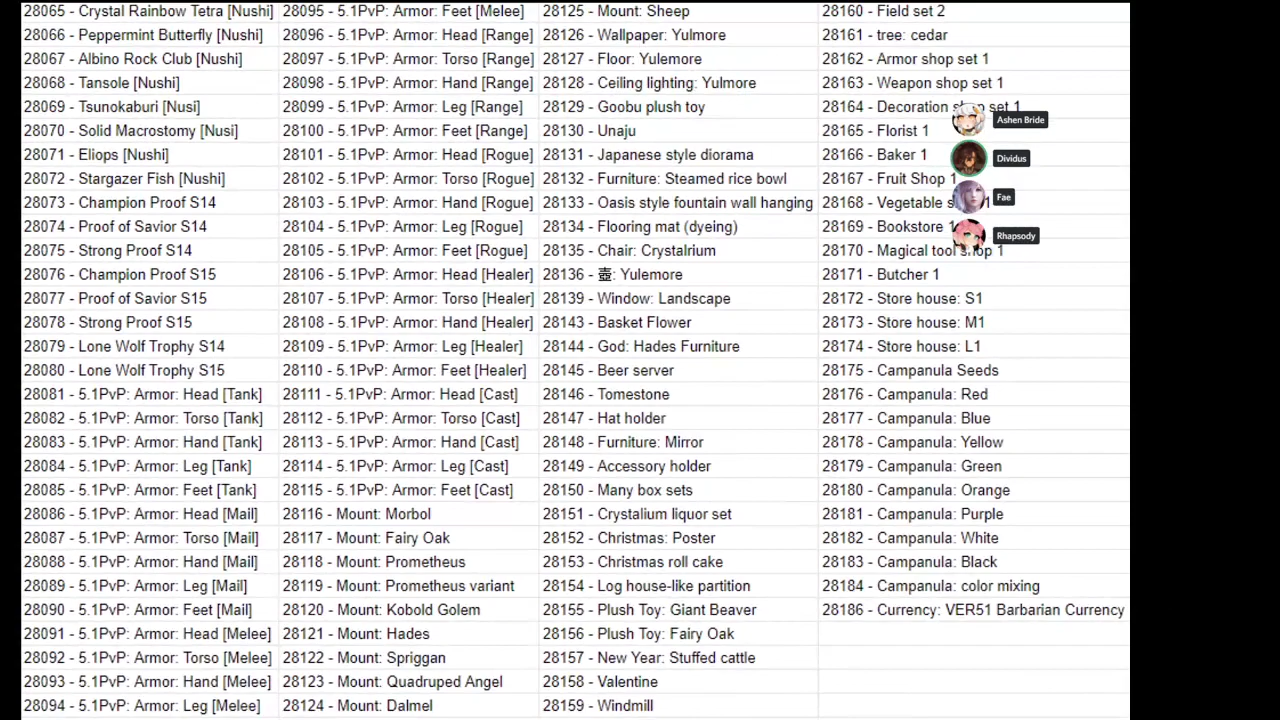 28065 - Crystal Rainbow Tetra [Nushi]
28066 - Peppermint Butterfly [Nushi]
28067 - Albino Rock Club [Nushi]
28068 - Tansole [Nushi]
28069 - Tsunokaburi [Nusi]
28070 - Solid Macrostomy [Nusi]
28071 - Eliops [Nushi]
28072 - Stargazer Fish [Nushi]
28073 - Champion Proof S14
28074 - Proof of Savior S14
28075 - Strong Proof S14
28076 - Champion Proof S15
28077 - Proof of Savior S15
28078 - Strong Proof S15
28079 - Lone Wolf Trophy S14
28080 - Lone Wolf Trophy S15
28081 - 5.1PvP: Armor: Head [Tank]
28082 - 5.1PvP: Armor: Torso [Tank]
28083 - 5.1PvP: Armor: Hand [Tank]
28084 - 5.1PvP: Armor: Leg [Tank]
28085 - 5.1PvP: Armor: Feet [Tank]
28086 - 5.1PvP: Armor: Head [Mail]
28087 - 5.1PvP: Armor: Torso [Mail]
28088 - 5.1PvP: Armor: Hand [Mail]
28089 - 5.1PvP: Armor: Leg [Mail]
28090 - 5.1PvP: Armor: Feet [Mail]
28091 - 5.1PvP: Armor: Head [Melee]
28092 - 5.1PvP: Armor: Torso [Melee]
28093 - 5.1PvP: Armor: Hand [Melee]
28094 - 5.1PvP: Armor: Leg [Melee]
28095 - 5.1PvP: Armor: Feet [Melee]
28096 - 5.1PvP: Armor: Head [Range]
28097 - 5.1PvP: Armor: Torso [Range]
28098 - 5.1PvP: Armor: Hand [Range]
28099 - 5.1PvP: Armor: Leg [Range]
28100 - 5.1PvP: Armor: Feet [Range]
28101 - 5.1PvP: Armor: Head [Rogue]
28102 - 5.1PvP: Armor: Torso [Rogue]
28103 - 5.1PvP: Armor: Hand [Rogue]
28104 - 5.1PvP: Armor: Leg [Rogue]
28105 - 5.1PvP: Armor: Feet [Rogue]
28106 - 5.1PvP: Armor: Head [Healer]
28107 - 5.1PvP: Armor: Torso [Healer]
28108 - 5.1PvP: Armor: Hand [Healer]
28109 - 5.1PvP: Armor: Leg [Healer]
28110 - 5.1PvP: Armor: Feet [Healer]
28111 - 5.1PvP: Armor: Head [Cast]
28112 - 5.1PvP: Armor: Torso [Cast]
28113 - 5.1PvP: Armor: Hand [Cast]
28114 - 5.1PvP: Armor: Leg [Cast]
28115 - 5.1PvP: Armor: Feet [Cast]
28116 - Mount: Morbol
28117 - Mount: Fairy Oak
28118 - Mount: Prometheus
28119 - Mount: Prometheus variant
28120 - Mount: Kobold Golem
28121 - Mount: Hades
28122 - Mount: Spriggan
28123 - Mount: Quadruped Angel
28124 - Mount: Dalmel
28125 - Mount: Sheep
28126 - Wallpaper: Yulmore
28127 - Floor: Yulemore
28128 - Ceiling lighting: Yulmore
28129 - Goobu plush toy
28130 - Unaju
28131 - Japanese style diorama
28132 - Furniture: Steamed rice bowl
28133 - Oasis style fountain wall hanging
28134 - Flooring mat (dyeing)
28135 - Chair: Crystalrium
28136 - 壺: Yulemore
28139 - Window: Landscape
28143 - Basket Flower
28144 - God: Hades Furniture
28145 - Beer server
28146 - Tomestone
28147 - Hat holder
28148 - Furniture: Mirror
28149 - Accessory holder
28150 - Many box sets
28151 - Crystalium liquor set
28152 - Christmas: Poster
28153 - Christmas roll cake
28154 - Log house-like partition
28155 - Plush Toy: Giant Beaver
28156 - Plush Toy: Fairy Oak
28157 - New Year: Stuffed cattle
28158 - Valentine
28159 - Windmill
28160 - Field set 2
28161 - tree: cedar
28162 - Armor shop set 1
28163 - Weapon shop set 1
28164 - Decoration shop set 1
28165 - Florist 1
28166 - Baker 1
28167 - Fruit Shop 1
28168 - Vegetable
28169 - Bookstore 1
28170 - Magical tool shop 1
28171 - Butcher 1
28172 - Store house: S1
28173 - Store house: M1
28174 - Store house: L1
28175 - Campanula Seeds
28176 - Campanula: Red
28177 - Campanula: Blue
28178 - Campanula: Yellow
28179 - Campanula: Green
28180 - Campanula: Orange
28181 - Campanula: Purple
28182 - Campanula: White
28183 - Campanula: Black
28184 - Campanula: color mixing
28186 - Currency: VER51 Barbarian Currency
Ashen Bride
Dividus
Fae
Rhapsody